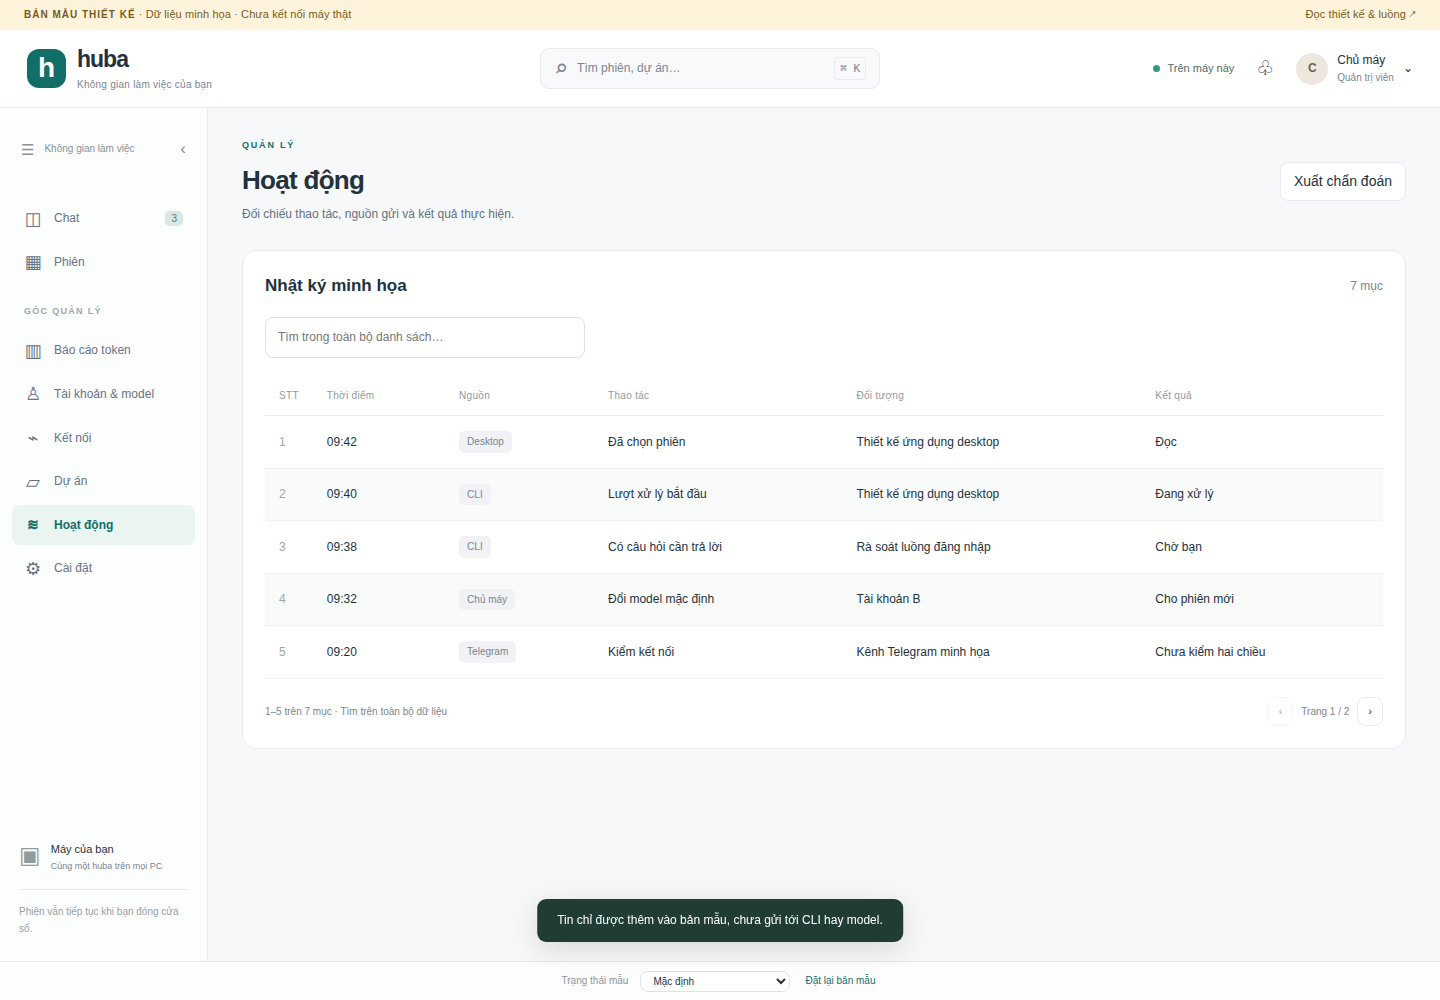 BẢN MẪU THIẾT KẾ · Dữ liệu minh họa · Chưa kết nối máy thật
Đọc thiết kế & luồng ↗
h
huba
Không gian làm việc của bạn
Tìm phiên, dự án…
⌘ K
Trên máy này
C
Chủ máy
Quản trị viên
Không gian làm việc
Chat
3
Phiên
GÓC QUẢN LÝ
Báo cáo token
Tài khoản & model
Kết nối
Dự án
Hoạt động
Cài đặt
Máy của bạn
Cùng một huba trên mọi PC
Phiên vẫn tiếp tục khi bạn đóng cửa
sổ.
QUẢN LÝ
Hoạt động
Đối chiếu thao tác, nguồn gửi và kết quả thực hiện.
Xuất chẩn đoán
Nhật ký minh họa
7 mục
Tìm trong toàn bộ danh sách…
STT Thời điểm Nguồn Thao tác Đối tượng Kết quả
1 09:42 Desktop Đã chọn phiên Thiết kế ứng dụng desktop Đọc
2 09:40 CLI Lượt xử lý bắt đầu Thiết kế ứng dụng desktop Đang xử lý
3 09:38 CLI Có câu hỏi cần trả lời Rà soát luồng đăng nhập Chờ bạn
4 09:32 Chủ máy Đổi model mặc định Tài khoản B Cho phiên mới
5 09:20 Telegram Kiểm kết nối Kênh Telegram minh họa Chưa kiểm hai chiều
1–5 trên 7 mục · Tìm trên toàn bộ dữ liệu
‹ Trang 1 / 2 ›
Tin chỉ được thêm vào bản mẫu, chưa gửi tới CLI hay model.
Trạng thái mẫu
Mặc định
Đặt lại bản mẫu